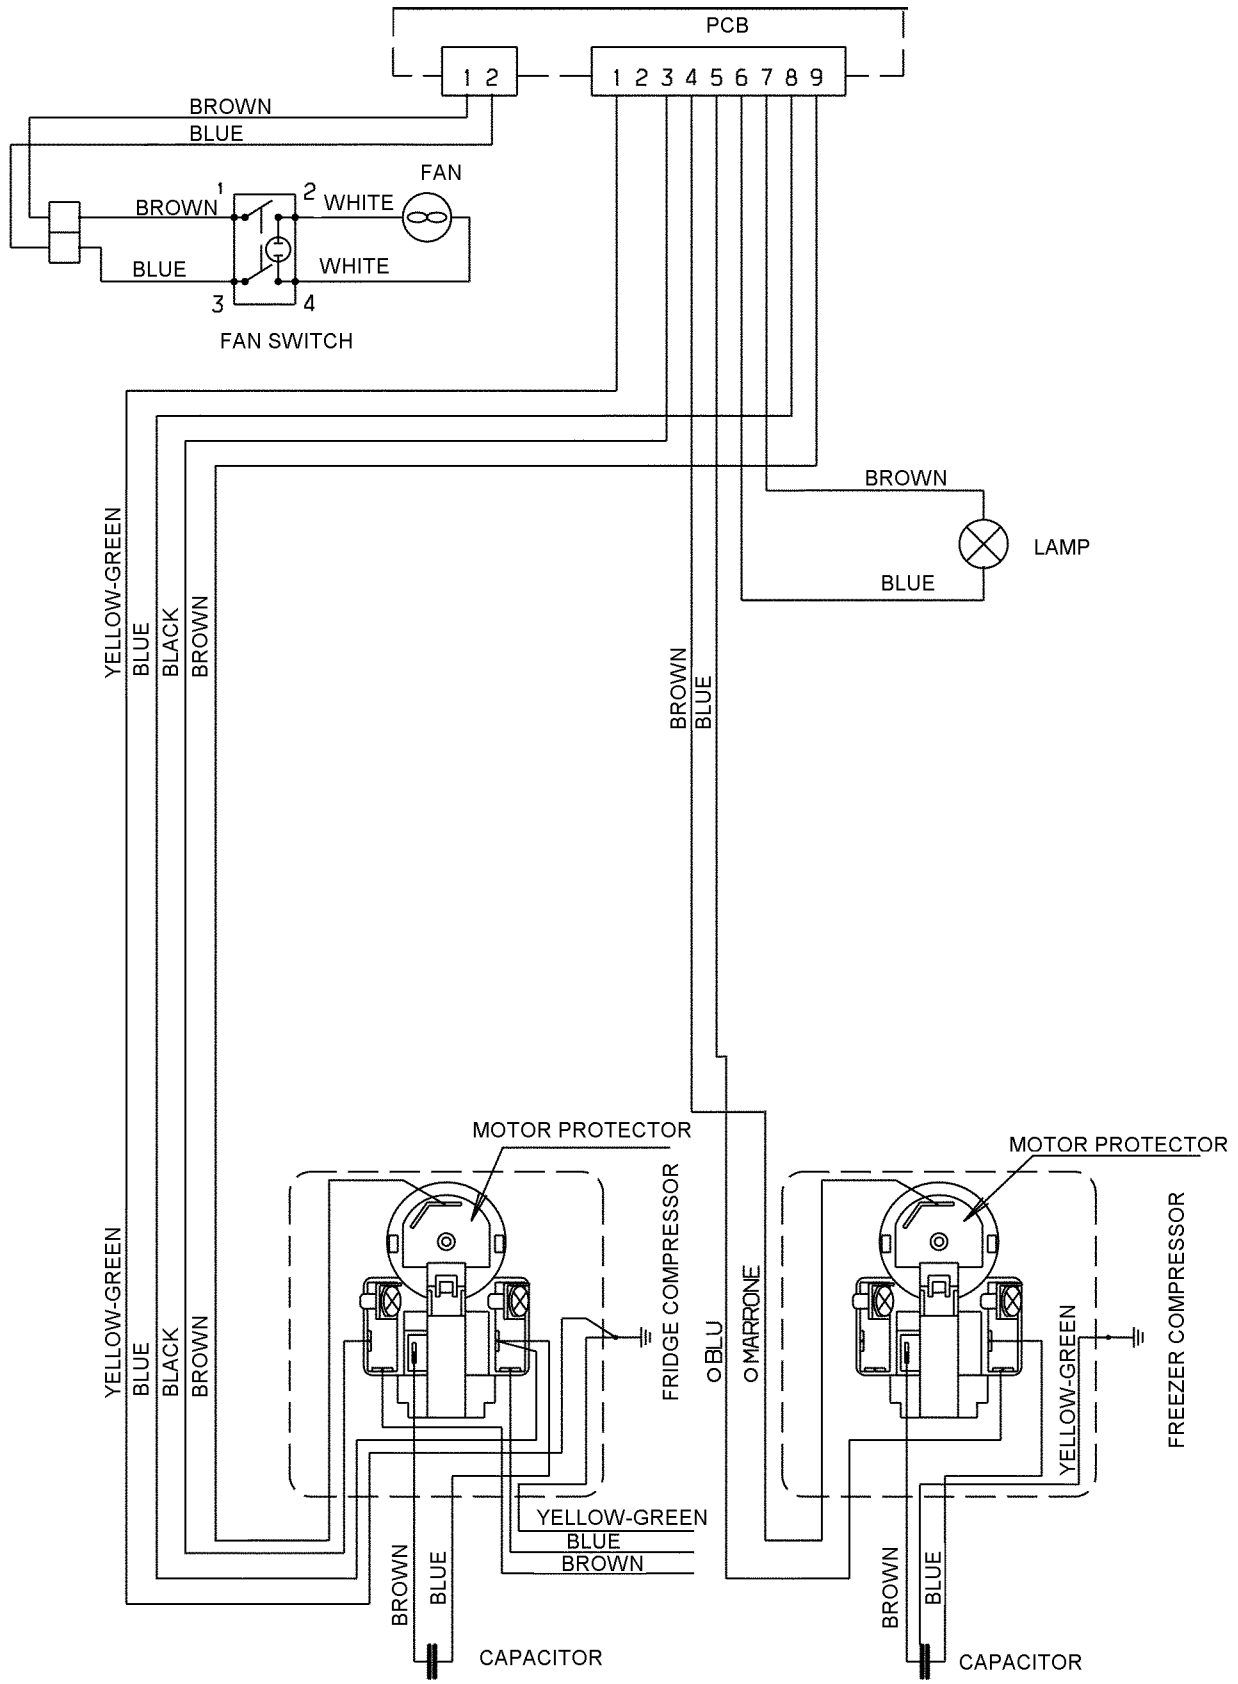 PCB
1 2
1 2 3 4 5 6 7 8 9
BROWN
BLUE
FAN
1
2
BROWN
WHITE
BLUE
WHITE
3
4
FAN SWITCH
BROWN
LAMP
BLUE
YELLOW-GREEN
BLUE
BLACK
BROWN
BROWN
BLUE
MOTOR PROTECTOR
MOTOR PROTECTOR
YELLOW-GREEN
BLUE
BLACK
BROWN
FRIDGE COMPRESSOR
O BLU
O MARRONE
YELLOW-GREEN
FREEZER COMPRESSOR
YELLOW-GREEN
BLUE
BROWN
BROWN
BLUE
BROWN
BLUE
CAPACITOR
CAPACITOR